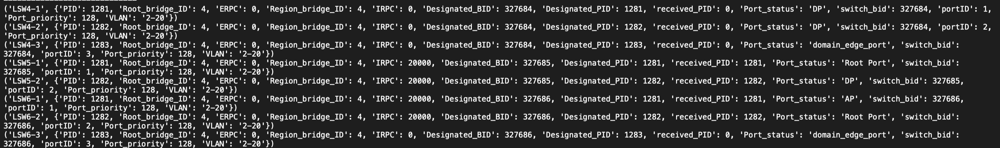 ('LSW4-1', {'PID': 1281, 'Root_bridge_ID': 4, 'ERPC': 0, 'Region_bridge_ID': 4, 'IRPC': 0, 'Designated_BID': 327684, 'Designated_PID': 1281, 'received_PID': 0, 'Port_status': 'DP', 'switch_bid': 327684, 'portID': 1,
'Port_priority': 128, 'VLAN': '2-20'})
('LSW4-2', {'PID': 1282, 'Root_bridge_ID': 4, 'ERPC': 0, 'Region_bridge_ID': 4, 'IRPC': 0, 'Designated_BID': 327684, 'Designated_PID': 1282, 'received_PID': 0, 'Port_status': 'DP', 'switch_bid': 327684, 'portID': 2,
'Port_priority': 128, 'VLAN': '2-20'})
('LSW4-3', {'PID': 1283, 'Root_bridge_ID': 4, 'ERPC': 0, 'Region_bridge_ID': 4, 'IRPC': 0, 'Designated_BID': 327684, 'Designated_PID': 1283, 'received_PID': 0, 'Port_status': 'domain_edge_port', 'switch_bid':
327684, 'portID': 3, 'Port_priority': 128, 'VLAN': '2-20'})
('LSW5-1', {'PID': 1281, 'Root_bridge_ID': 4, 'ERPC': 0, 'Region_bridge_ID': 4, 'IRPC': 20000, 'Designated_BID': 327685, 'Designated_PID': 1281, 'received_PID': 1281, 'Port_status': 'Root Port', 'switch_bid':
327685, 'portID': 1, 'Port_priority': 128, 'VLAN': '2-20'})
('LSW5-2', {'PID': 1282, 'Root_bridge_ID': 4, 'ERPC': 0, 'Region_bridge_ID': 4, 'IRPC': 20000, 'Designated_BID': 327685, 'Designated_PID': 1282, 'received_PID': 1282, 'Port_status': 'DP', 'switch_bid': 327685,
'portID': 2, 'Port_priority': 128, 'VLAN': '2-20'})
('LSW6-1', {'PID': 1281, 'Root_bridge_ID': 4, 'ERPC': 0, 'Region_bridge_ID': 4, 'IRPC': 20000, 'Designated_BID': 327686, 'Designated_PID': 1281, 'received_PID': 1281, 'Port_status': 'AP', 'switch_bid': 327686,
'portID': 1, 'Port_priority': 128, 'VLAN': '2-20'})
('LSW6-2', {'PID': 1282, 'Root_bridge_ID': 4, 'ERPC': 0, 'Region_bridge_ID': 4, 'IRPC': 20000, 'Designated_BID': 327686, 'Designated_PID': 1282, 'received_PID': 1282, 'Port_status': 'Root Port', 'switch_bid':
327686, 'portID': 2, 'Port_priority': 128, 'VLAN': '2-20'})
('LSW6-3', {'PID': 1283, 'Root_bridge_ID': 4, 'ERPC': 0, 'Region_bridge_ID': 4, 'IRPC': 0, 'Designated_BID': 327686, 'Designated_PID': 1283, 'received_PID': 0, 'Port_status': 'domain_edge_port', 'switch_bid':
327686, 'portID': 3, 'Port_priority': 128, 'VLAN': '2-20'})